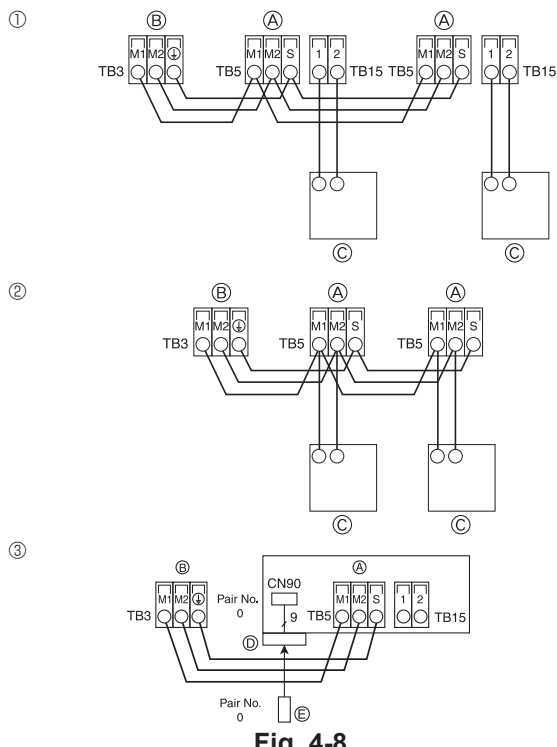 ①
Ⓑ Ⓐ Ⓐ
M1 M2 ⏚ M1 M2 S 1 2 M1 M2 S 1 2
TB3 TB5 TB15 TB5 TB15
Ⓒ Ⓒ
②
Ⓑ Ⓐ Ⓐ
M1 M2 ⏚ M1 M2 S M1 M2 S
TB3 TB5 TB5
Ⓒ Ⓒ
③
Ⓑ Ⓐ
CN90
M1 M2 ⏚ Pair No. M1 M2 S 1 2
TB3 0 9 TB5 TB15
Ⓓ
Pair No.
0 Ⓔ
Fig. 4-8